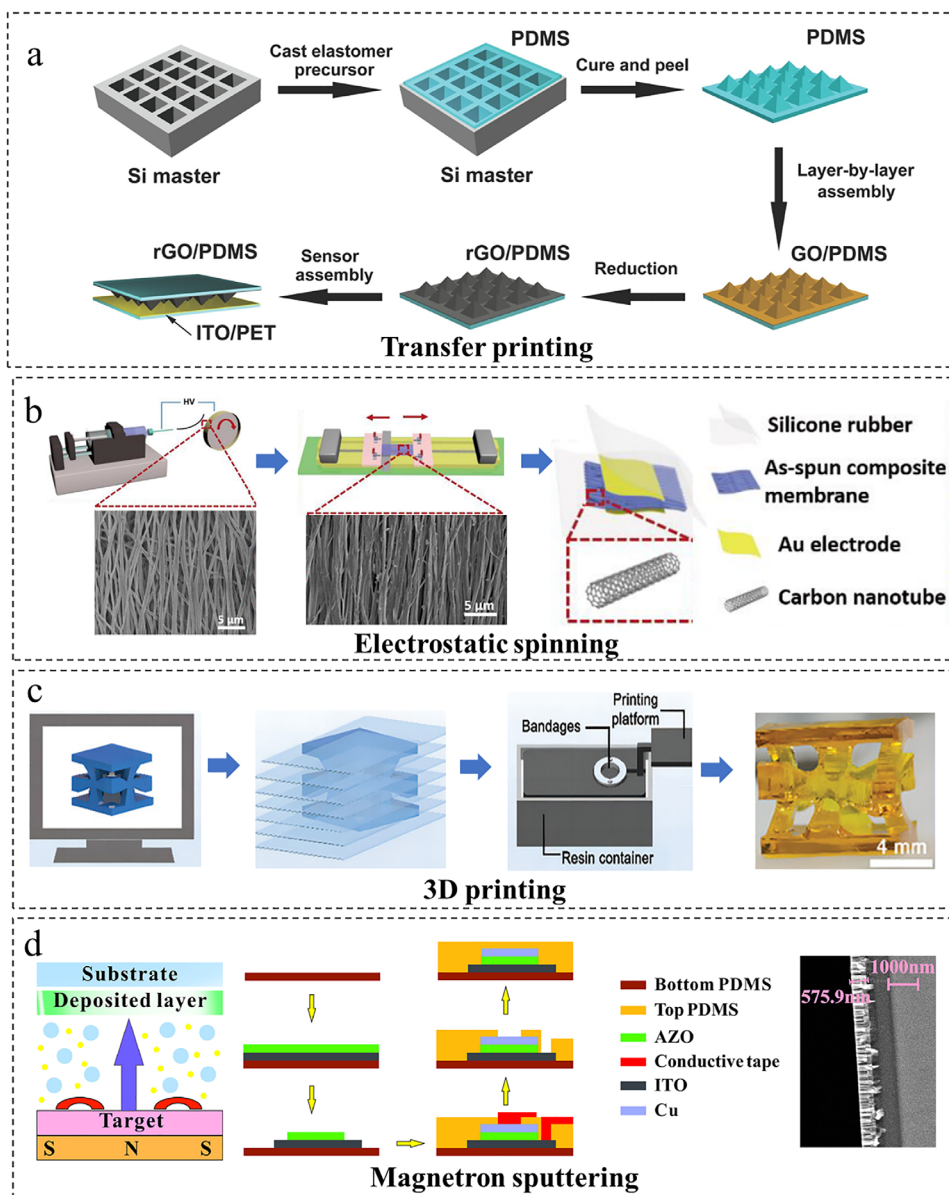 a
Cast elastomer
precursor
PDMS
Cure and peel
PDMS
Si master
Si master
Layer-by-layer
assembly
rGO/PDMS
Sensor
assembly
rGO/PDMS
Reduction
GO/PDMS
ITO/PET
Transfer printing
b
HV
5 μm
5 μm
Silicone rubber
As-spun composite
membrane
Au electrode
Carbon nanotube
Electrostatic spinning
c
Bandages
Printing
platform
Resin container
4 mm
3D printing
d
Substrate
Deposited layer
Target
S N S
Bottom PDMS
Top PDMS
AZO
Conductive tape
ITO
Cu
1000nm
575.9nm
Magnetron sputtering